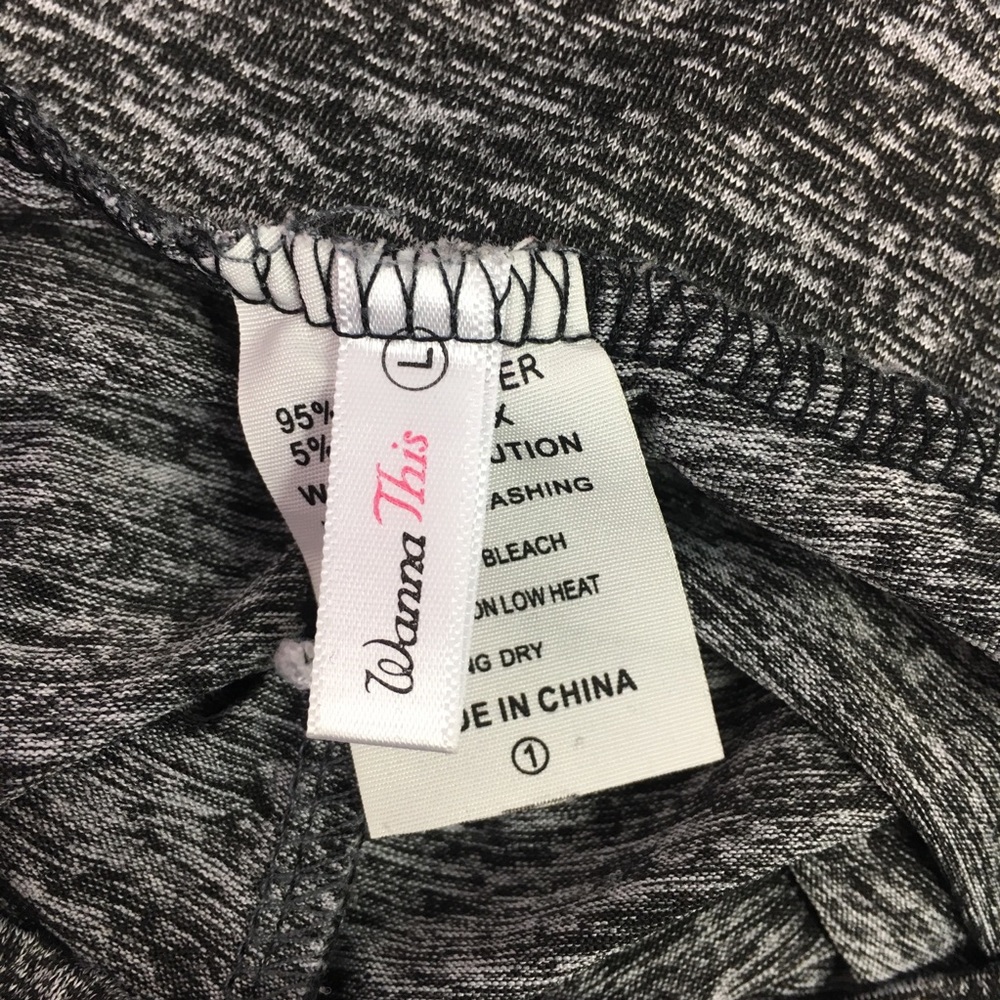 L
Wanna This
ER
95% X
5% UTION
W ASHING
BLEACH
ON LOW HEAT
NG DRY
DE IN CHINA
1